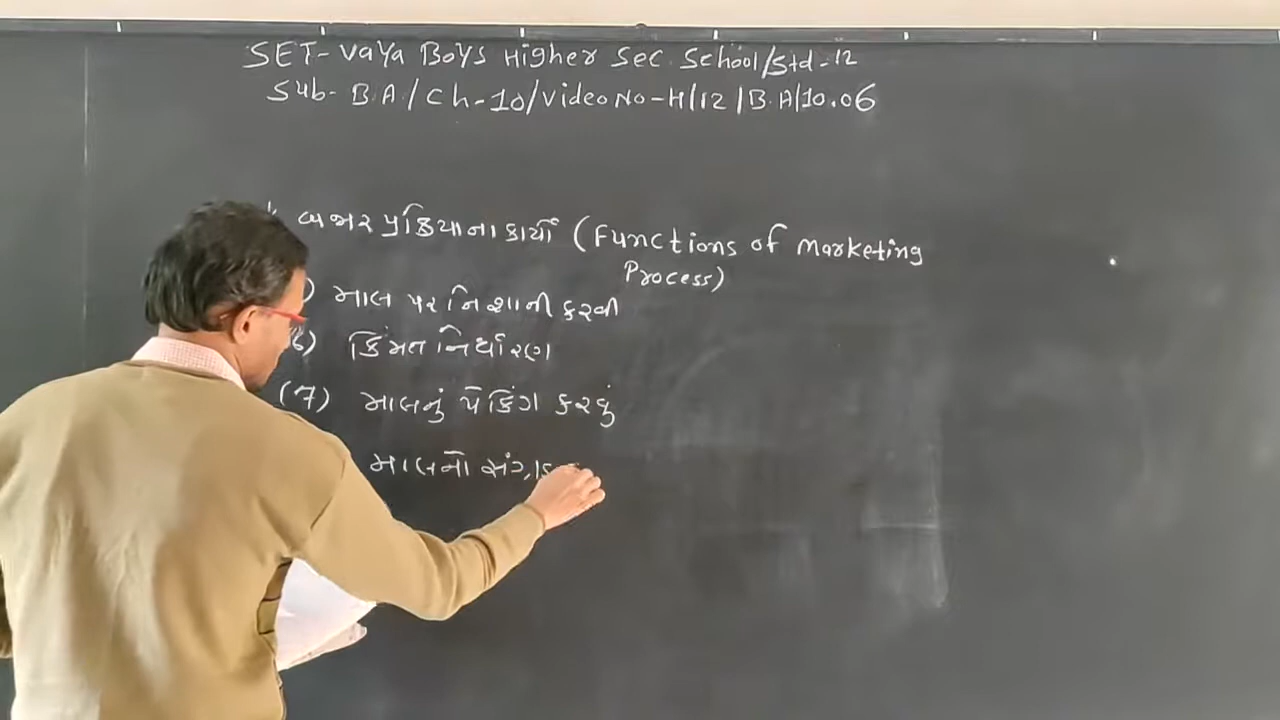 SET-Vaya Boys Higher Sec. School/Std-12
Sub- B.A/Ch-10/Video No-H/12/B.A/10.06
બજાર પ્રક્રિયાના કાર્યો (Functions of Marketing
Process)
) માલ પર નિશાની કરવી
6) કિંમત નિર્ધારણ
(7) માલનું પેકિંગ કરવું
માલનો